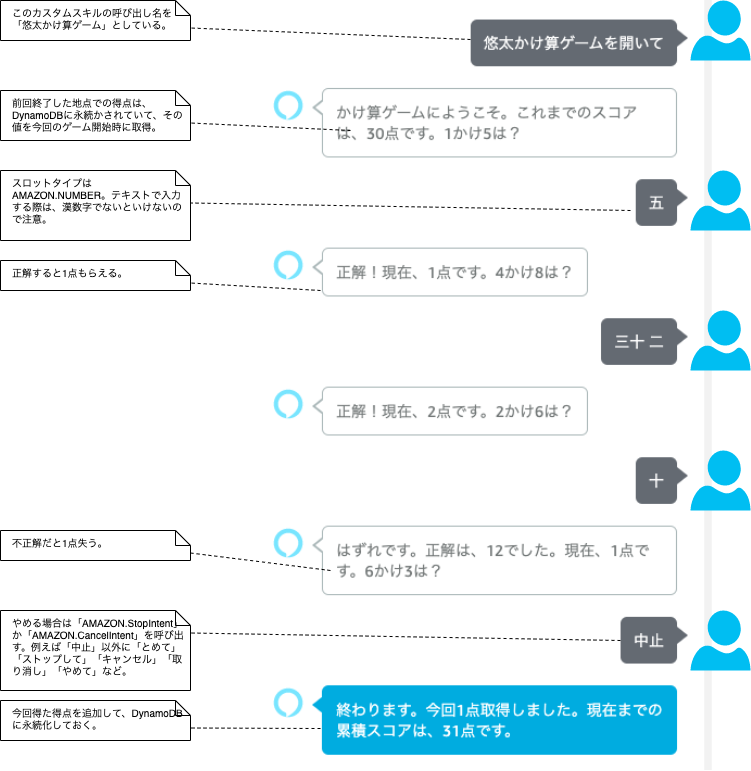 このカスタムスキルの呼び出し名を
「悠太かけ算ゲーム」としている。
悠太かけ算ゲームを開いて
前回終了した地点での得点は、
DynamoDBに永続かされていて、その
値を今回のゲーム開始時に取得。
かけ算ゲームにようこそ。これまでのスコア
は、30点です。1かけ5は？
スロットタイプは
AMAZON.NUMBER。テキストで入力
する際は、漢数字でないといけないの
で注意。
五
正解すると1点もらえる。
正解！現在、1点です。4かけ8は？
三十 二
正解！現在、2点です。2かけ6は？
十
不正解だと1点失う。
はずれです。正解は、12でした。現在、1点で
す。6かけ3は？
やめる場合は「AMAZON.StopIntent」
か「AMAZON.CancelIntent」を呼び出
す。例えば「中止」以外に「とめて」
「ストップして」「キャンセル」「取
り消し」「やめて」など。
中止
今回得た得点を追加して、DynamoDB
に永続化しておく。
終わります。今回1点取得しました。現在までの
累積スコアは、31点です。